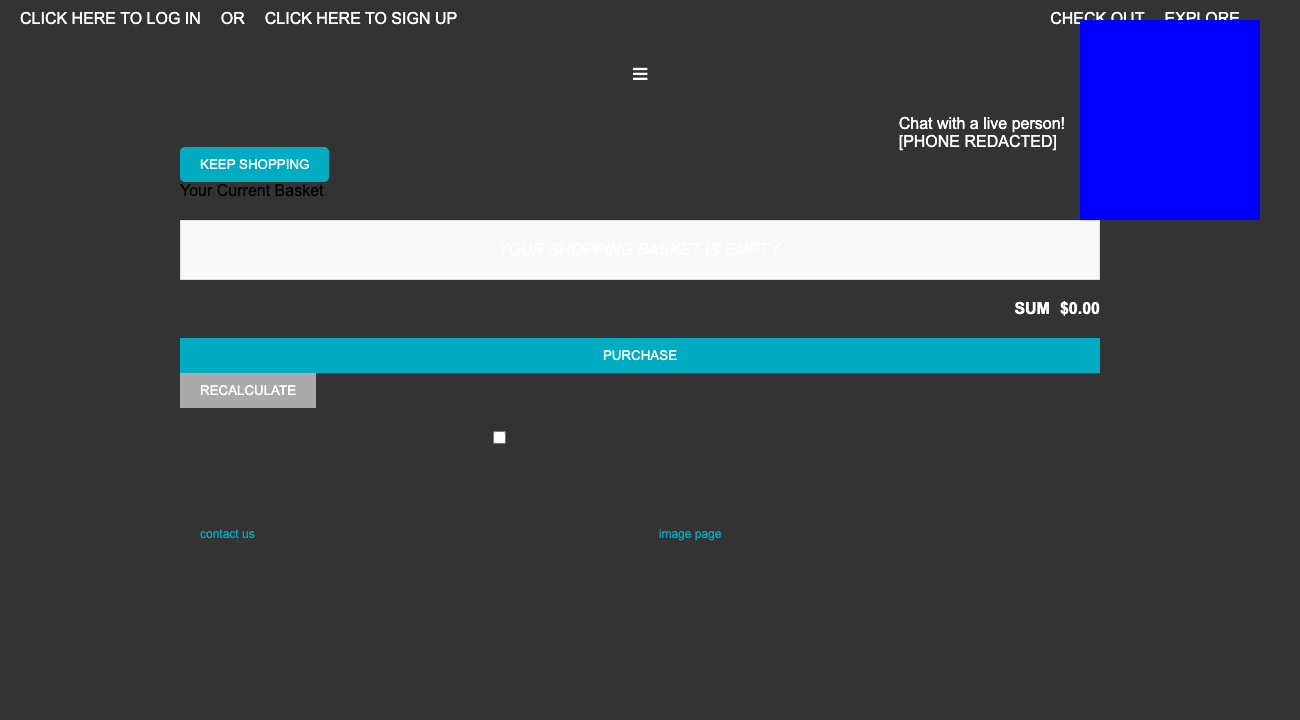 CLICK HERE TO LOG IN OR CLICK HERE TO SIGN UP CHECK OUT EXPLORE
Chat with a live person!
[PHONE REDACTED]
KEEP SHOPPING
Your Current Basket
YOUR SHOPPING BASKET IS EMPTY.
SUM $0.00
PURCHASE
RECALCULATE
contact us image page